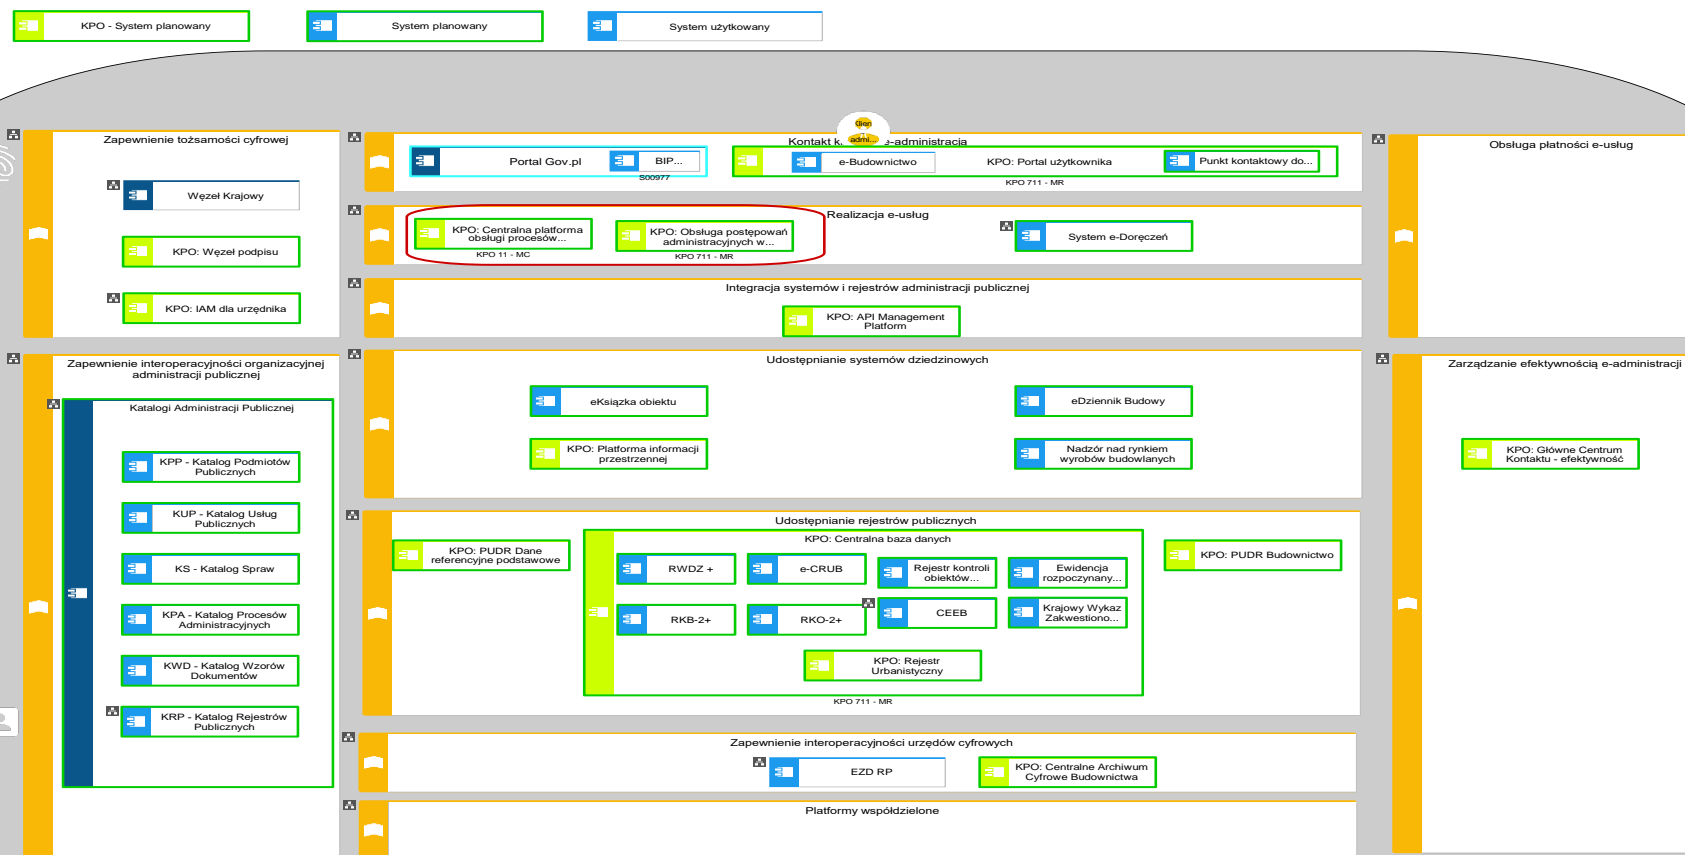 KPO - System planowany
System planowany
System użytkowany
Zapewnienie tożsamości cyfrowej
Węzeł Krajowy
KPO: Węzeł podpisu
KPO: IAM dla urzędnika
Klien
admi...
Kontakt k. e-administracją
Portal Gov.pl
BIP...
S00977
e-Budownictwo
KPO: Portal użytkownika
Punkt kontaktowy do...
KPO 711 - MR
Realizacja e-usług
KPO: Centralna platforma
obsługi procesów...
KPO 11 - MC
KPO: Obsługa postępowań
administracyjnych w...
KPO 711 - MR
System e-Doręczeń
Integracja systemów i rejestrów administracji publicznej
KPO: API Management
Platform
Obsługa płatności e-usług
Zapewnienie interoperacyjności organizacyjnej
administracji publicznej
Katalogi Administracji Publicznej
KPP - Katalog Podmiotów
Publicznych
KUP - Katalog Usług
Publicznych
KS - Katalog Spraw
KPA - Katalog Procesów
Administracyjnych
KWD - Katalog Wzorów
Dokumentów
KRP - Katalog Rejestrów
Publicznych
Udostępnianie systemów dziedzinowych
eKsiązka obiektu
eDziennik Budowy
KPO: Platforma informacji
przestrzennej
Nadzór nad rynkiem
wyrobów budowlanych
Zarządzanie efektywnością e-administracji
KPO: Główne Centrum
Kontaktu - efektywność
Udostępnianie rejestrów publicznych
KPO: PUDR Dane
referencyjne podstawowe
KPO: Centralna baza danych
RWDZ +
e-CRUB
Rejestr kontroli
obiektów...
Ewidencja
rozpoczynany...
RKB-2+
RKO-2+
CEEB
Krajowy Wykaz
Zakwestiono...
KPO: Rejestr
Urbanistyczny
KPO 711 - MR
KPO: PUDR Budownictwo
Zapewnienie interoperacyjności urzędów cyfrowych
EZD RP
KPO: Centralne Archiwum
Cyfrowe Budownictwa
Platformy współdzielone